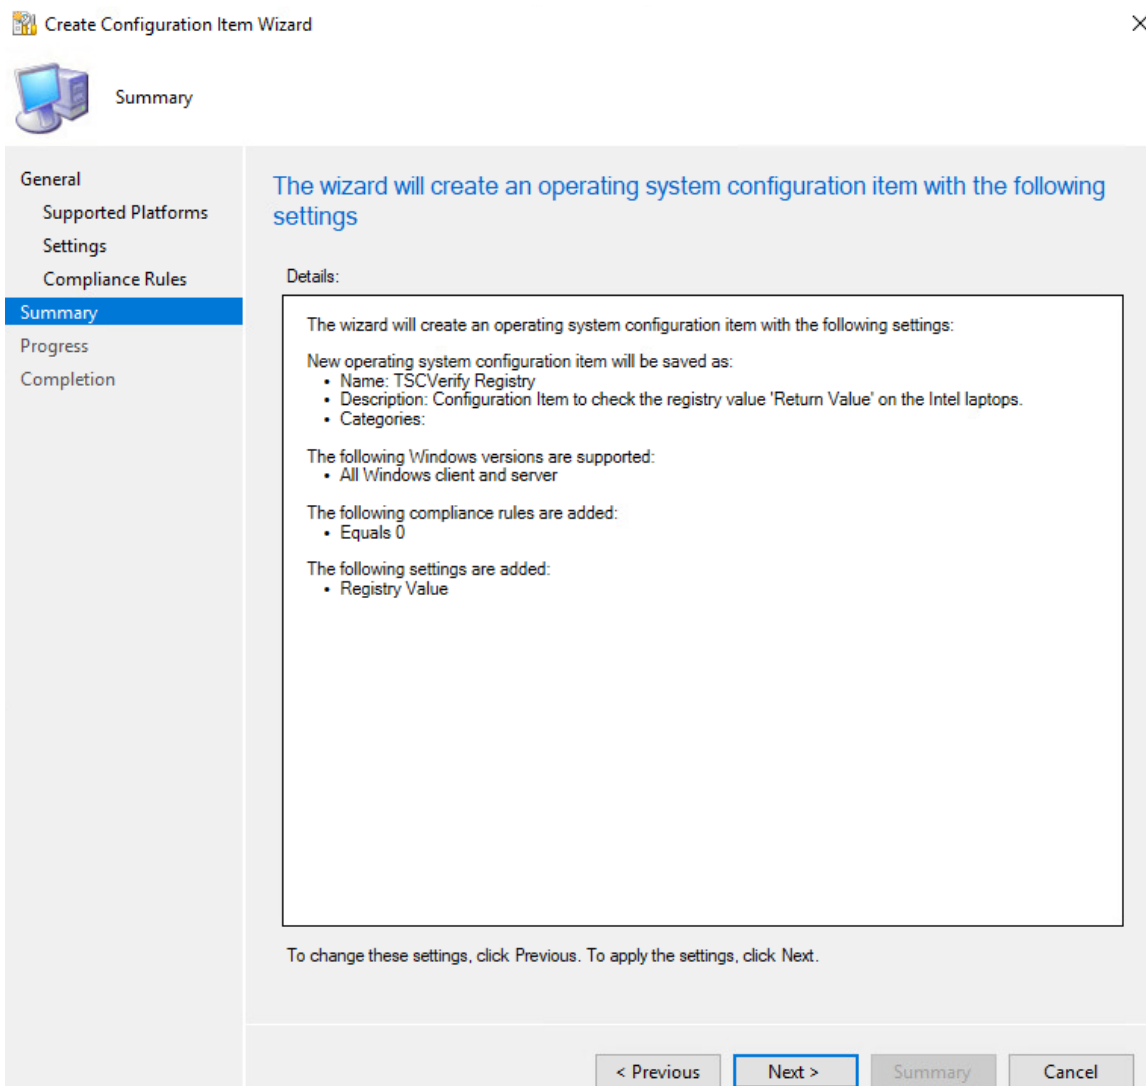 Create Configuration Item Wizard
Summary
General
Supported Platforms
Settings
Compliance Rules
Summary
Progress
Completion
The wizard will create an operating system configuration item with the following
settings
Details:
The wizard will create an operating system configuration item with the following settings:
New operating system configuration item will be saved as:
• Name: TSCVerify Registry
• Description: Configuration Item to check the registry value 'Return Value' on the Intel laptops.
• Categories:
The following Windows versions are supported:
• All Windows client and server
The following compliance rules are added:
• Equals 0
The following settings are added:
• Registry Value
To change these settings, click Previous. To apply the settings, click Next.
< Previous
Next >
Summary
Cancel